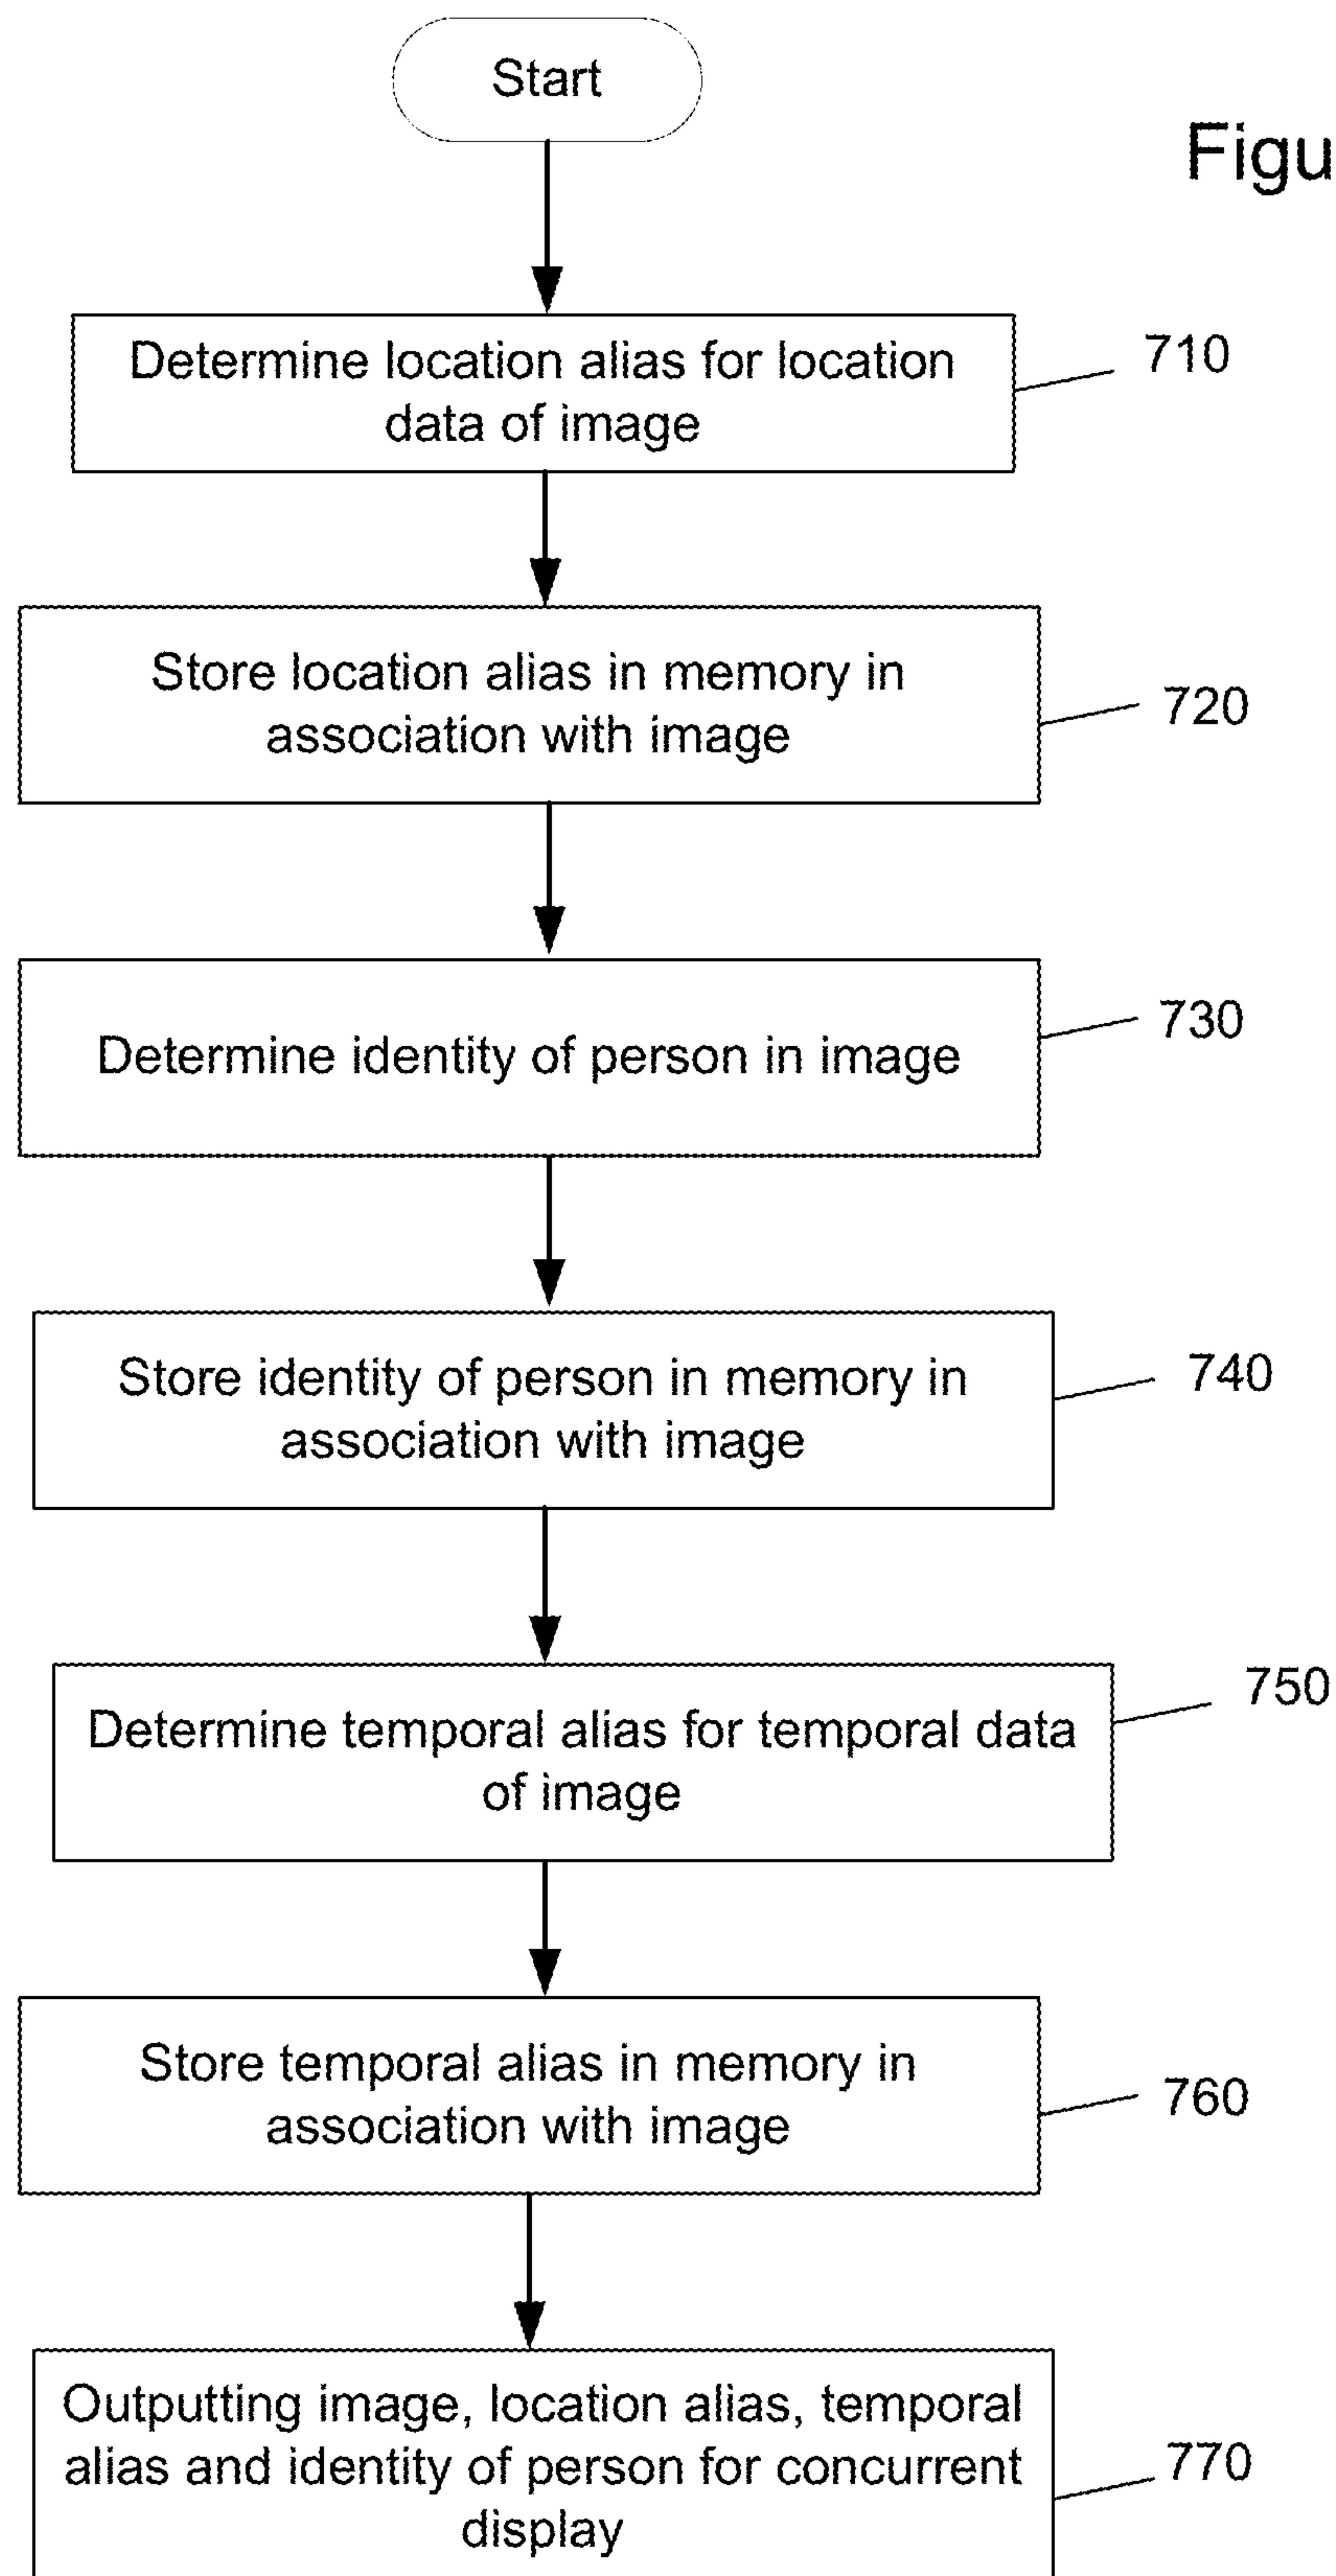 Start
Figu
Determine location alias for location
data of image
710
Store location alias in memory in
association with image
720
Determine identity of person in image
730
Store identity of person in memory in
association with image
740
Determine temporal alias for temporal data
of image
750
Store temporal alias in memory in
association with image
760
Outputting image, location alias, temporal
alias and identity of person for concurrent
display
770